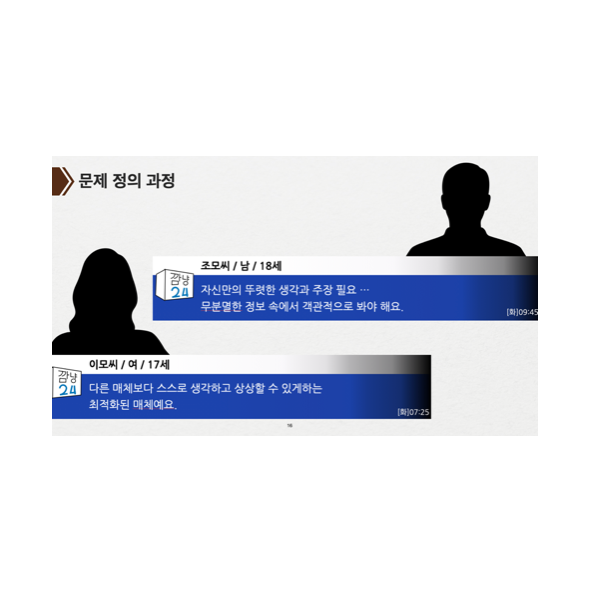 문제 정의 과정
조모씨 / 남 / 18세
깜냥
24
자신만의 뚜렷한 생각과 주장 필요 …
무분별한 정보 속에서 객관적으로 봐야 해요.
[화]09:45
이모씨 / 여 / 17세
깜냥
24
다른 매체보다 스스로 생각하고 상상할 수 있게하는
최적화된 매체예요.
[화]07:25